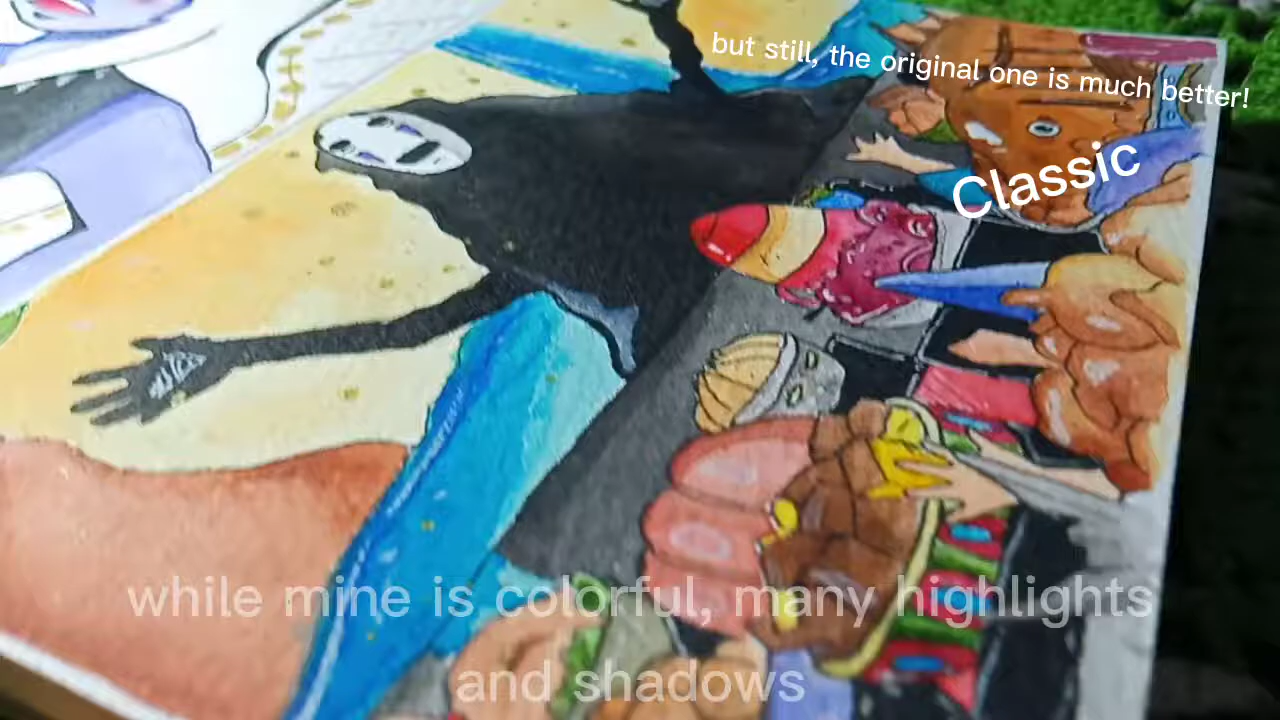 but still, the original one is much better!
Classic
while mine is colorful, many highlights
and shadows